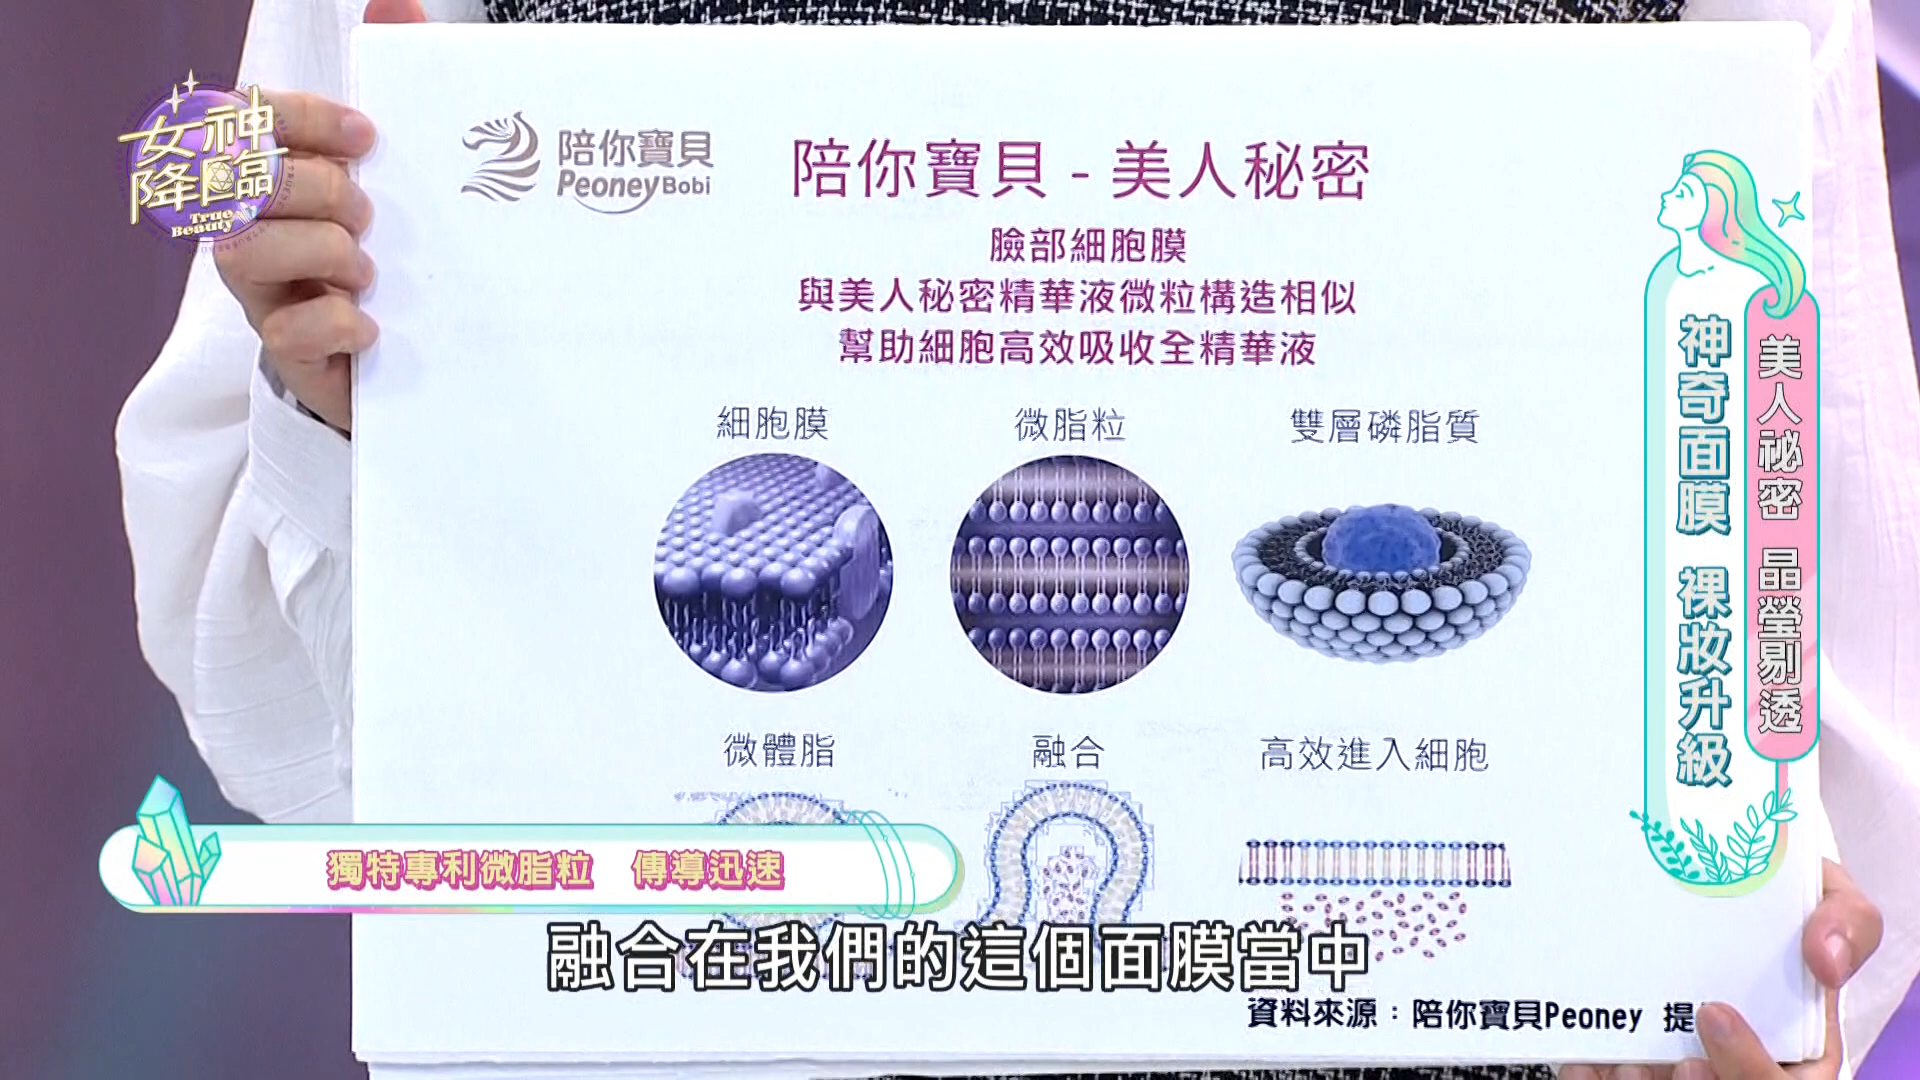 女神
降臨
True
Beauty
陪你寶貝
PeoneyBobi
陪你寶貝 - 美人秘密
臉部細胞膜
與美人秘密精華液微粒構造相似
幫助細胞高效吸收全精華液
細胞膜
微脂粒
雙層磷脂質
微體脂
融合
高效進入細胞
美人祕密 晶瑩剔透
神奇面膜 裸妝升級
獨特專利微脂粒 傳導迅速
融合在我們的這個面膜當中
資料來源：陪你寶貝Peoney 提